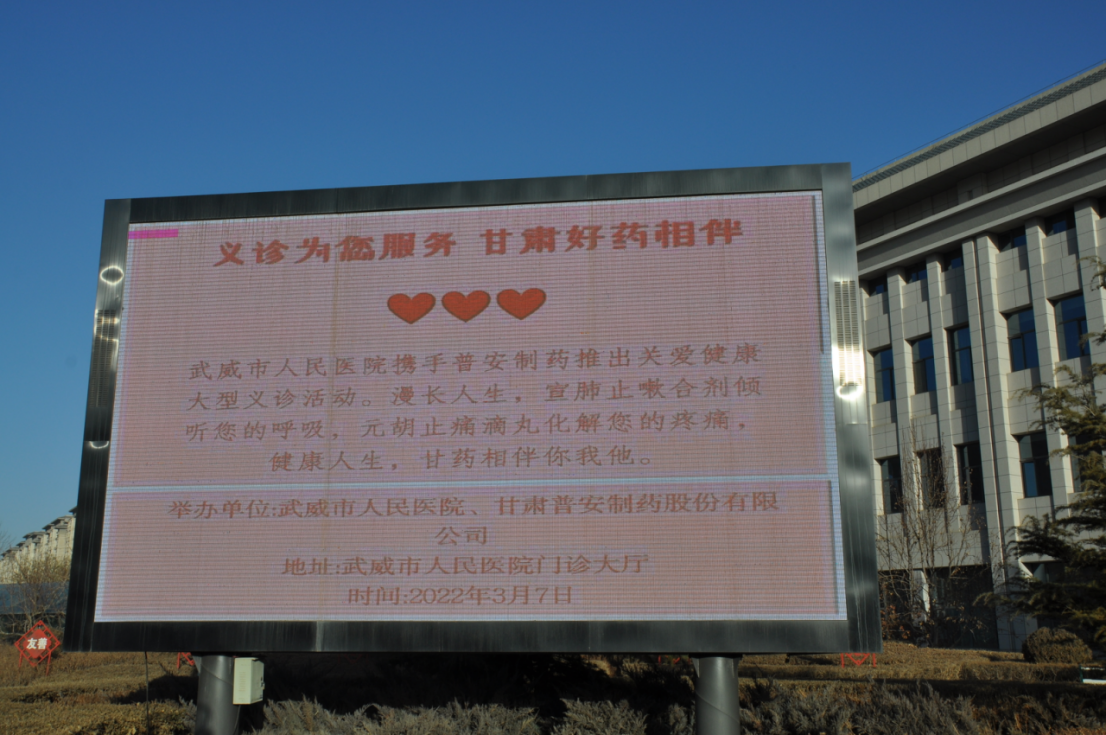 义诊为您服务 甘肃好药相伴
武威市人民医院携手普安制药推出关爱健康
大型义诊活动。漫长人生，宣肺止嗽合剂倾
听您的呼吸，元胡止痛滴丸化解您的疼痛，
健康人生，甘药相伴你我他。
举办单位:武威市人民医院、甘肃普安制药股份有限
公司
地址:武威市人民医院门诊大厅
时间:2022年3月7日
友善